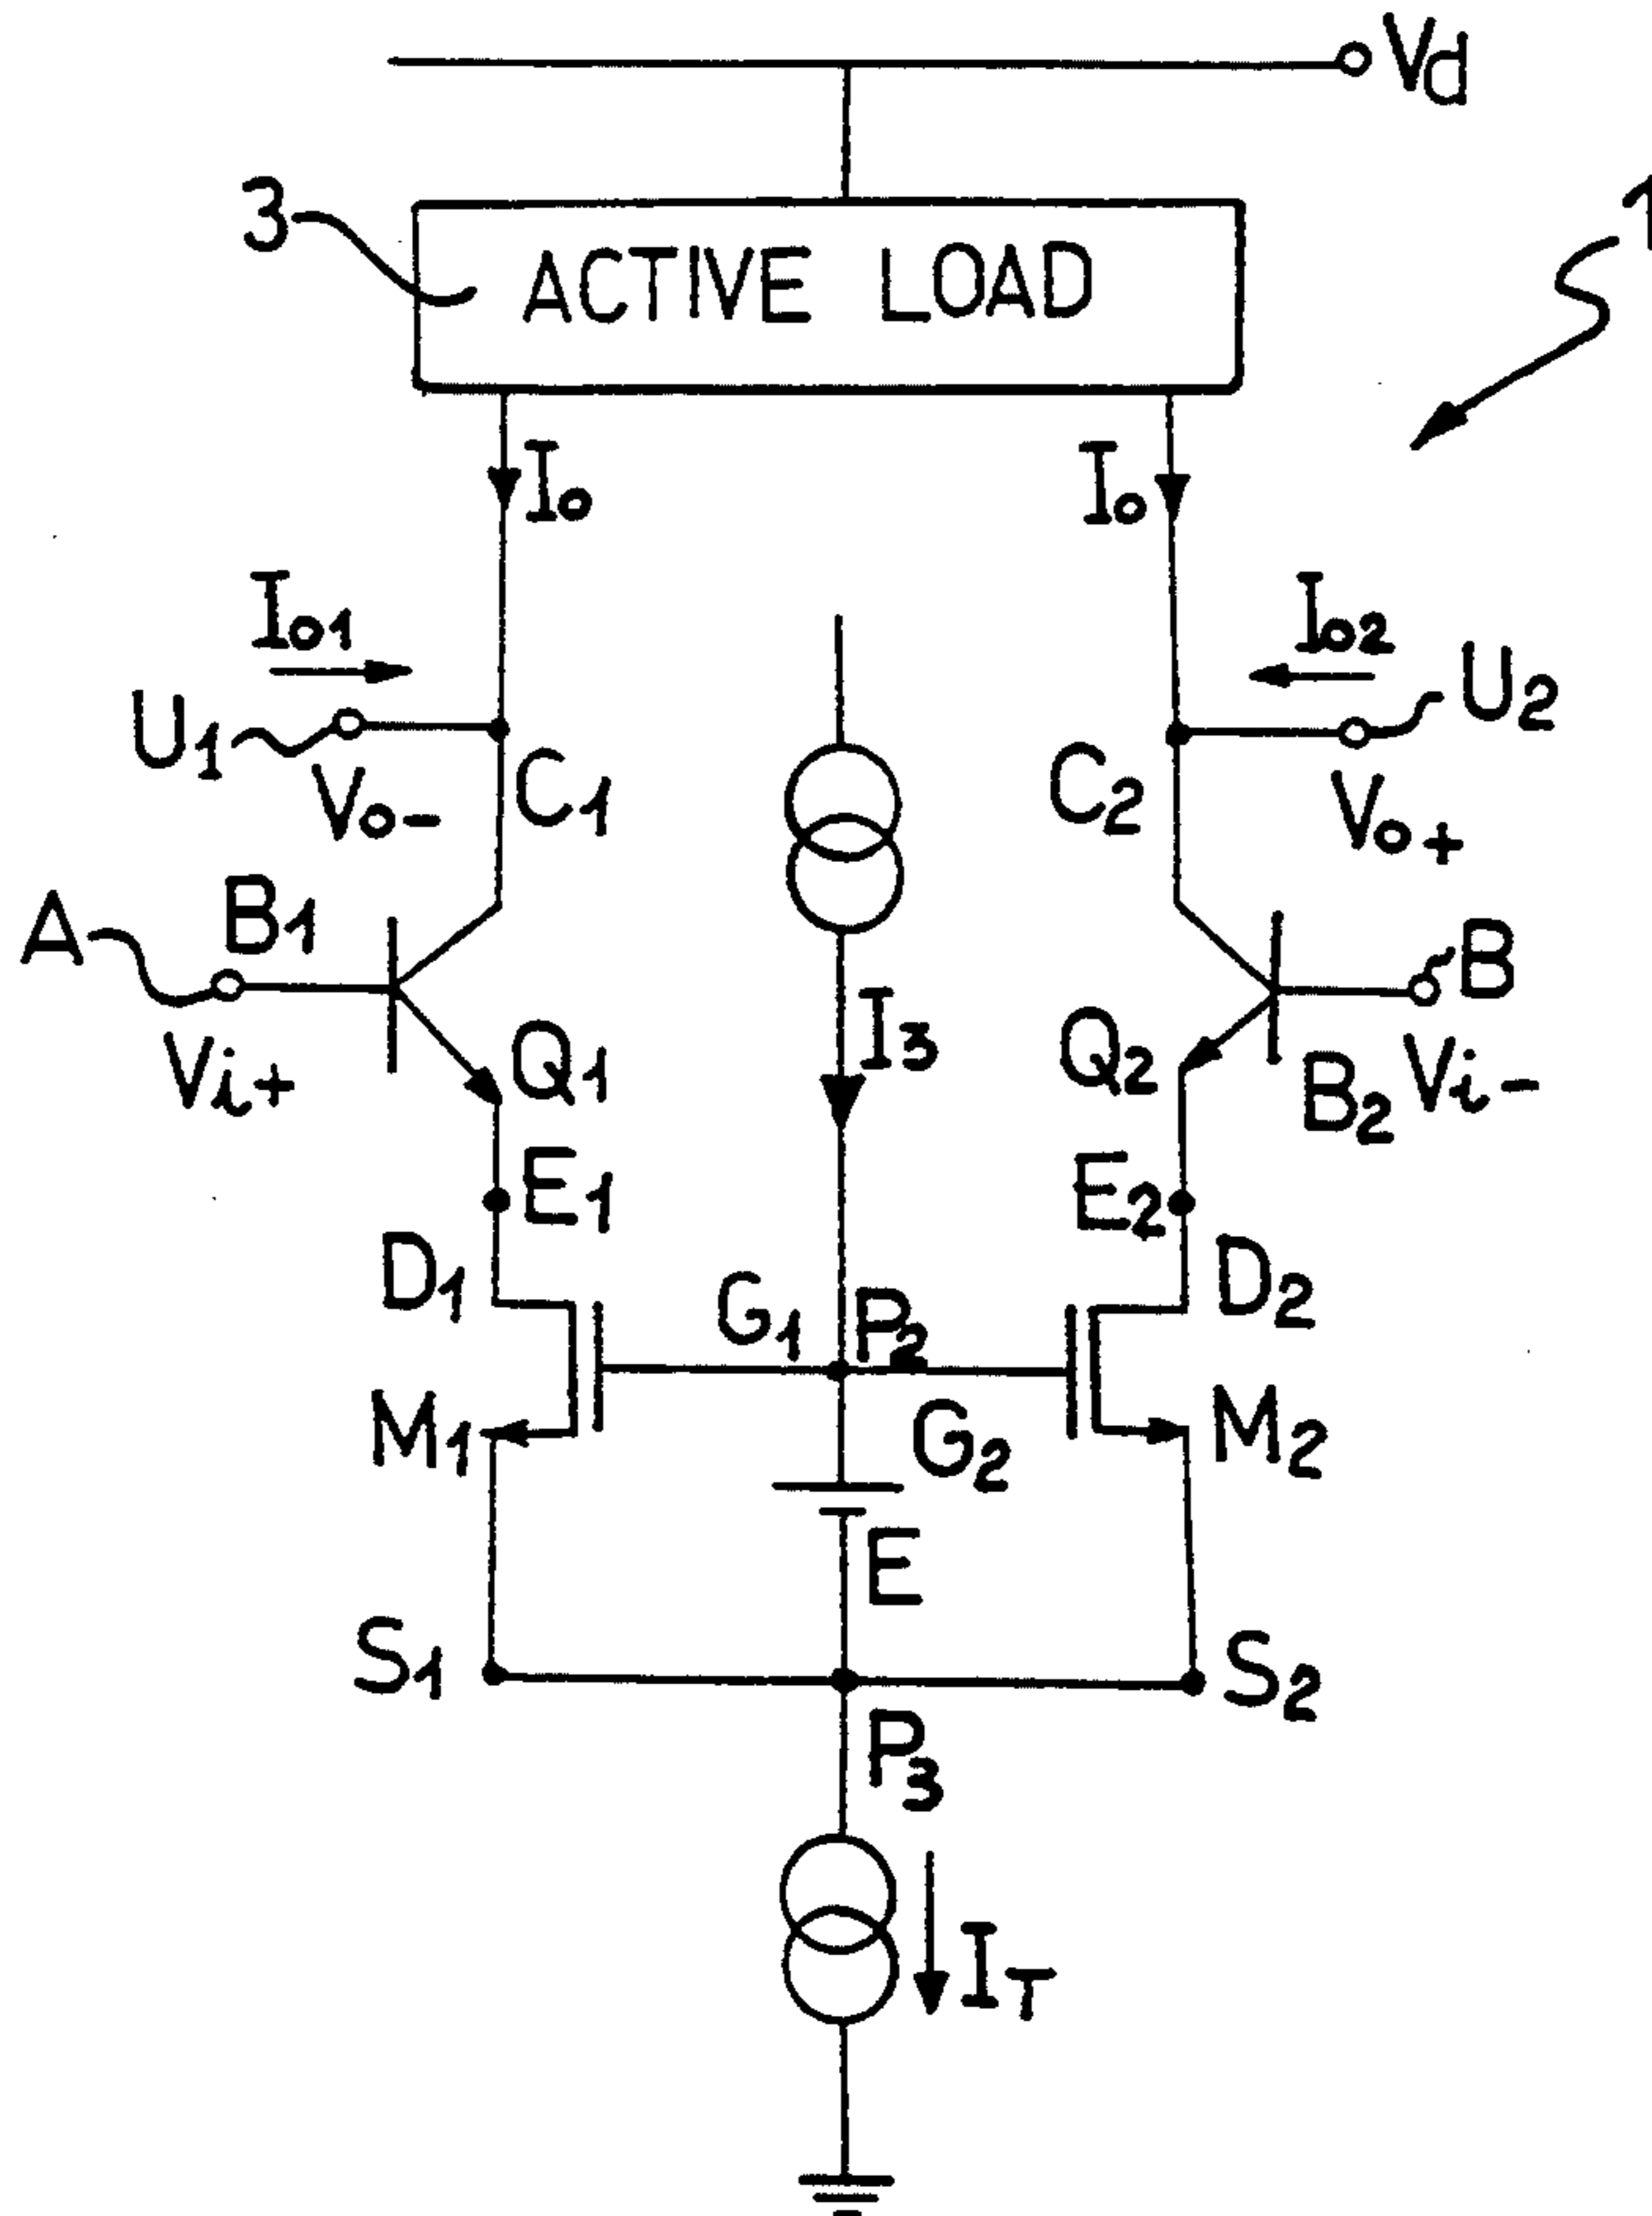 Vd
3
1
ACTIVE LOAD
Io Io
Io1 Io2
U1 U2
Vo- C1 C2 Vo+
A B1 B
Vi+ Q1 I3 Q2 B2 Vi-
E1 E2
D1 G1 P2 D2
M1 G2 M2
E
S1 S2
P3
IT